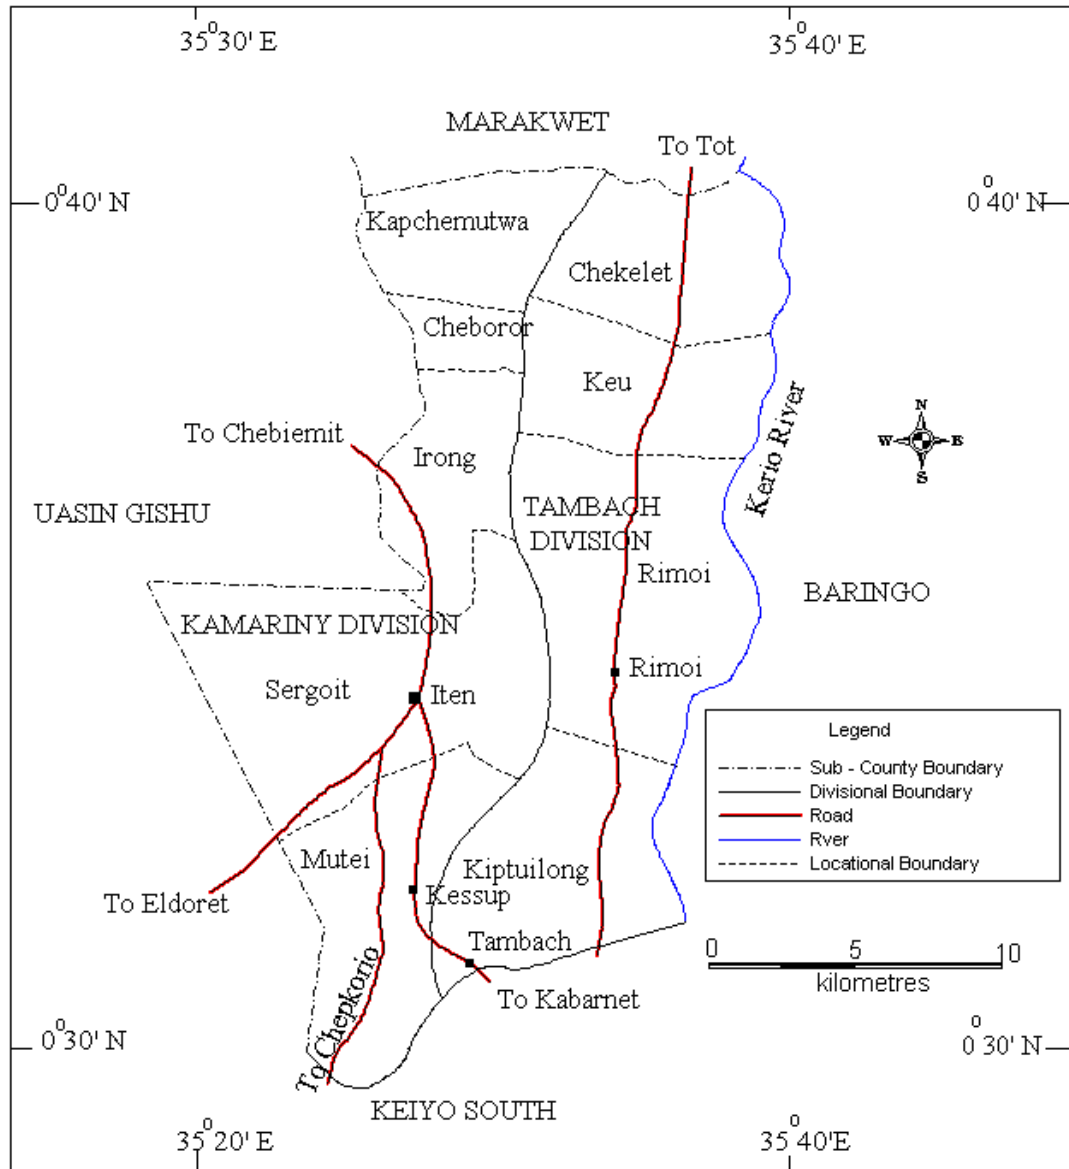 35°30' E
35°40' E
MARAKWET
To Tot
0°40' N
0°40' N
Kapchemutwa
Chekelet
Cheboror
Keu
To Chebiemit
Irong
Kerio River
N
W
E
S
UASIN GISHU
TAMBACH
DIVISION
Rimoi
BARINGO
KAMARINY DIVISION
Sergoit
Iten
Rimoi
Legend
Sub - County Boundary
Divisional Boundary
Road
Rver
Locational Boundary
Mutei
Kiptuilong
Kessup
To Eldoret
Tambach
0
5
10
kilometres
To Kabarnet
To Chepkorio
0°30' N
0°30' N
KEIYO SOUTH
35°20' E
35°40' E